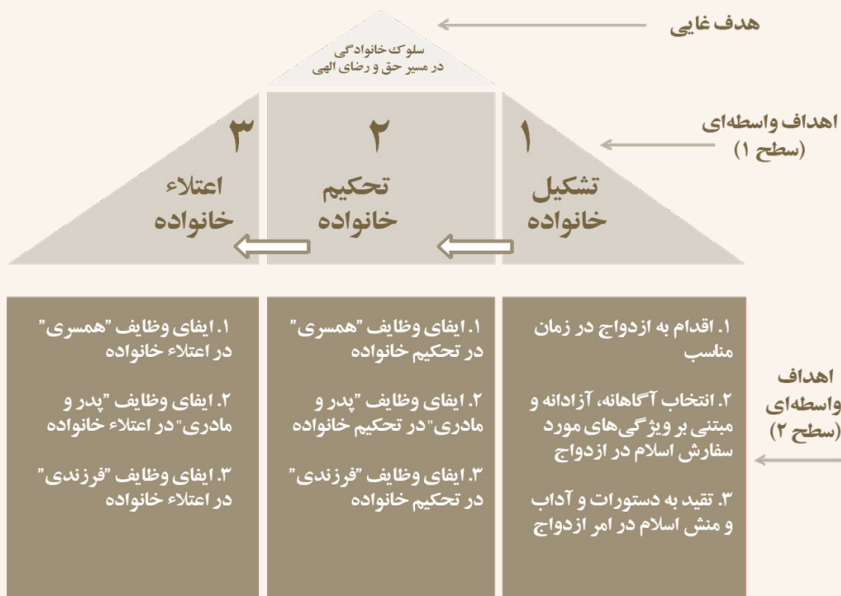 هدف غایی
سلوک خانوادگی
در مسیر حق و رضای الهی
اهداف واسطه‌ای
(سطح ۱)
۱
تشکیل
خانواده
۲
تحکیم
خانواده
۳
اعتلاء
خانواده
اهداف
واسطه‌ای
(سطح ۲)
۱. اقدام به ازدواج در زمان
مناسب
۲. انتخاب آگاهانه، آزادانه و
مبتنی بر ویژگی‌های مورد
سفارش اسلام در ازدواج
۳. تقید به دستورات و آداب
و منش اسلام در امر ازدواج
۱. ایفای وظایف ”همسری“
در تحکیم خانواده
۲. ایفای وظایف ”پدر و
مادری“ در تحکیم خانواده
۳. ایفای وظایف ”فرزندی“
در تحکیم خانواده
۱. ایفای وظایف ”همسری“
در اعتلاء خانواده
۲. ایفای وظایف ”پدر و
مادری“ در اعتلاء خانواده
۳. ایفای وظایف ”فرزندی“
در اعتلاء خانواده